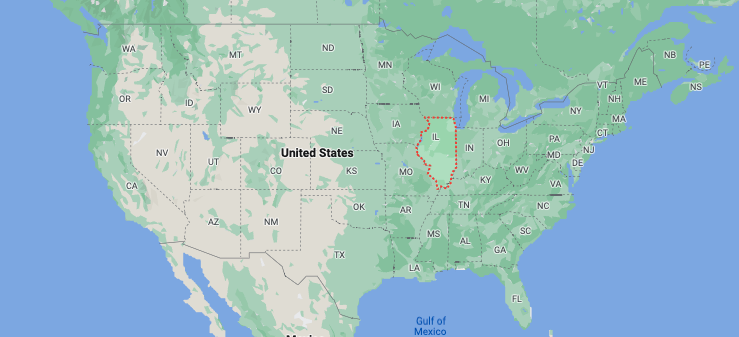 WA
MT
ND
MN
NB
PE
ME
NS
OR
ID
SD
WI
MI
VT
NH
NY
MA
WY
IA
IL
IN
OH
PA
CT
NJ
NV
UT
CO
NE
United States
KS
MO
KY
WV
MD
DE
VA
CA
AZ
NM
OK
AR
TN
NC
TX
MS
AL
GA
SC
LA
FL
Gulf of
Mexico